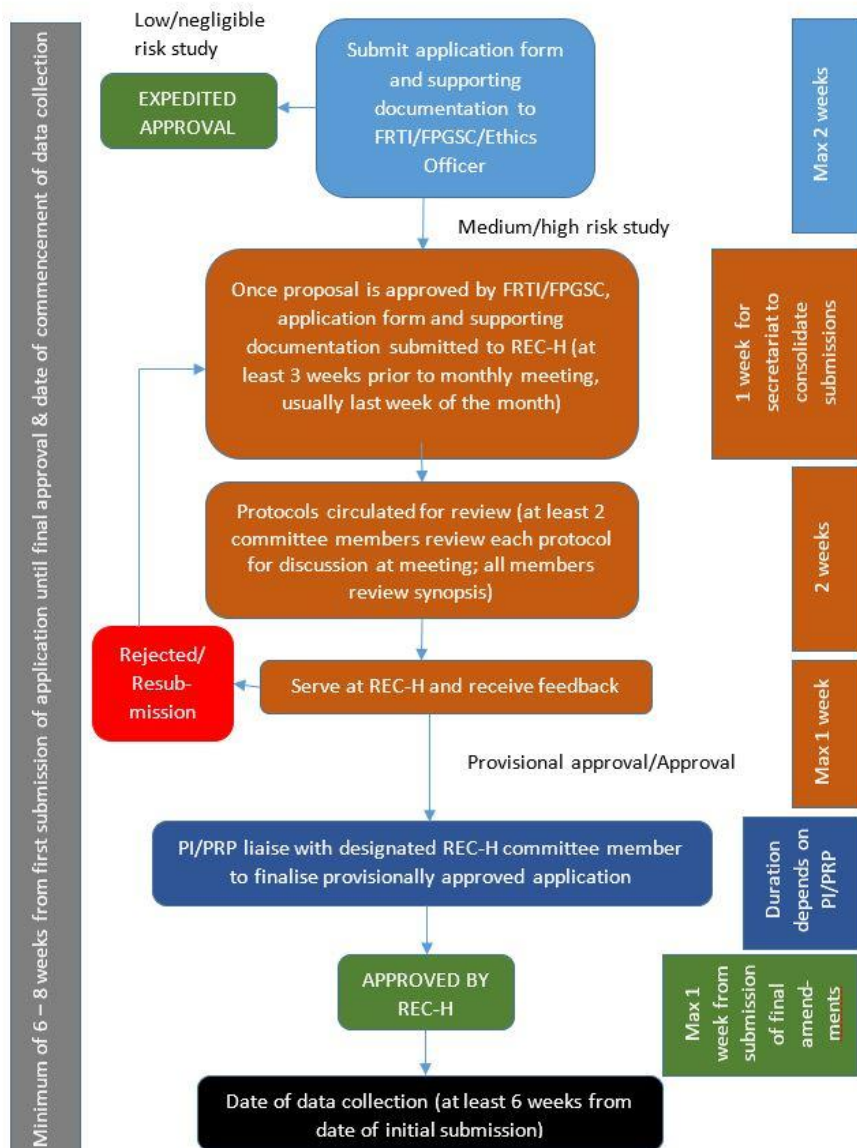 Minimum of 6 – 8 weeks from first submission of application until final approval & date of commencement of data collection
Low/negligible
risk study
EXPEDITED
APPROVAL
Submit application form
and supporting
documentation to
FRTI/FPGSC/Ethics
Officer
Max 2 weeks
Medium/high risk study
Once proposal is approved by FRTI/FPGSC,
application form and supporting
documentation submitted to REC-H (at
least 3 weeks prior to monthly meeting,
usually last week of the month)
1 week for
secretariat to
consolidate
submissions
Protocols circulated for review (at least 2
committee members review each protocol
for discussion at meeting; all members
review synopsis)
2 weeks
Rejected/
Resub-
mission
Serve at REC-H and receive feedback
Max 1 week
Provisional approval/Approval
PI/PRP liaise with designated REC-H committee member
to finalise provisionally approved application
Duration
depends on
PI/PRP
APPROVED BY
REC-H
Max 1
week from
submission
of final
amend-
ments
Date of data collection (at least 6 weeks from
date of initial submission)